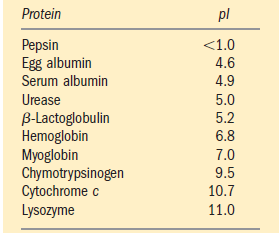 Protein pI
Pepsin <1.0
Egg albumin 4.6
Serum albumin 4.9
Urease 5.0
β-Lactoglobulin 5.2
Hemoglobin 6.8
Myoglobin 7.0
Chymotrypsinogen 9.5
Cytochrome c 10.7
Lysozyme 11.0